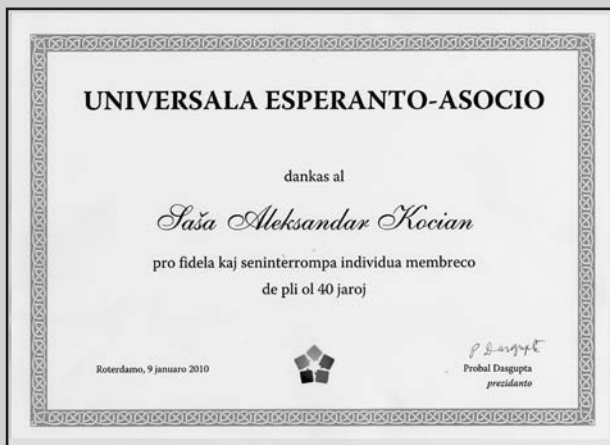 UNIVERSALA ESPERANTO-ASOCIO
dankas al
Saša Aleksandar Kocian
pro fidela kaj seninterrompa individua membreco
de pli ol 40 jaroj
P Dasgupta
Roterdamo, 9 januaro 2010
Probal Dasgupta
prezidanto